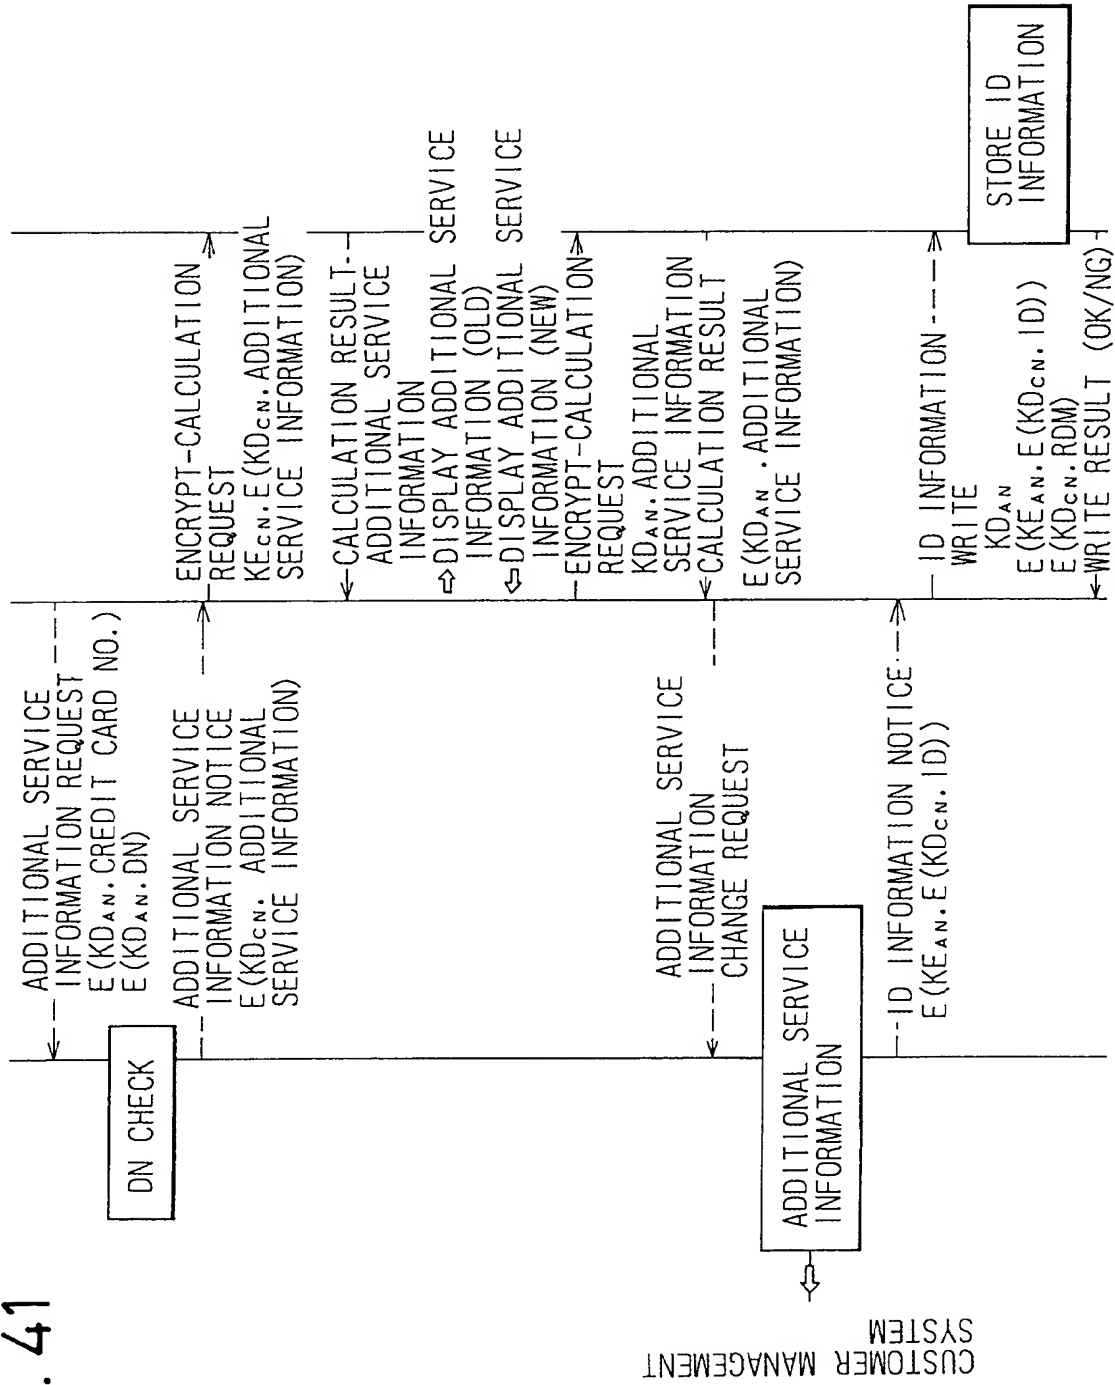 . 41
ADDITIONAL SERVICE
INFORMATION REQUEST
E(KDAN.CREDIT CARD NO.)
E(KDAN.DN)
DN CHECK
ADDITIONAL SERVICE
INFORMATION NOTICE
E(KDCN. ADDITIONAL
SERVICE INFORMATION)
ENCRYPT-CALCULATION
REQUEST
KECN.E(KDCN.ADDITIONAL
SERVICE INFORMATION)
CALCULATION RESULT
ADDITIONAL SERVICE
INFORMATION
DISPLAY ADDITIONAL SERVICE
INFORMATION (OLD)
DISPLAY ADDITIONAL SERVICE
INFORMATION (NEW)
ENCRYPT-CALCULATION
REQUEST
KDAN.ADDITIONAL
SERVICE INFORMATION
CALCULATION RESULT
E(KDAN.ADDITIONAL
SERVICE INFORMATION)
ADDITIONAL SERVICE
INFORMATION
CHANGE REQUEST
ADDITIONAL SERVICE
INFORMATION
CUSTOMER MANAGEMENT
SYSTEM
ID INFORMATION NOTICE
E(KEAN.E(KDCN.ID))
ID INFORMATION
WRITE
KDAN
E(KEAN.E(KDCN.ID))
E(KDCN.RDM)
STORE ID
INFORMATION
WRITE RESULT (OK/NG)